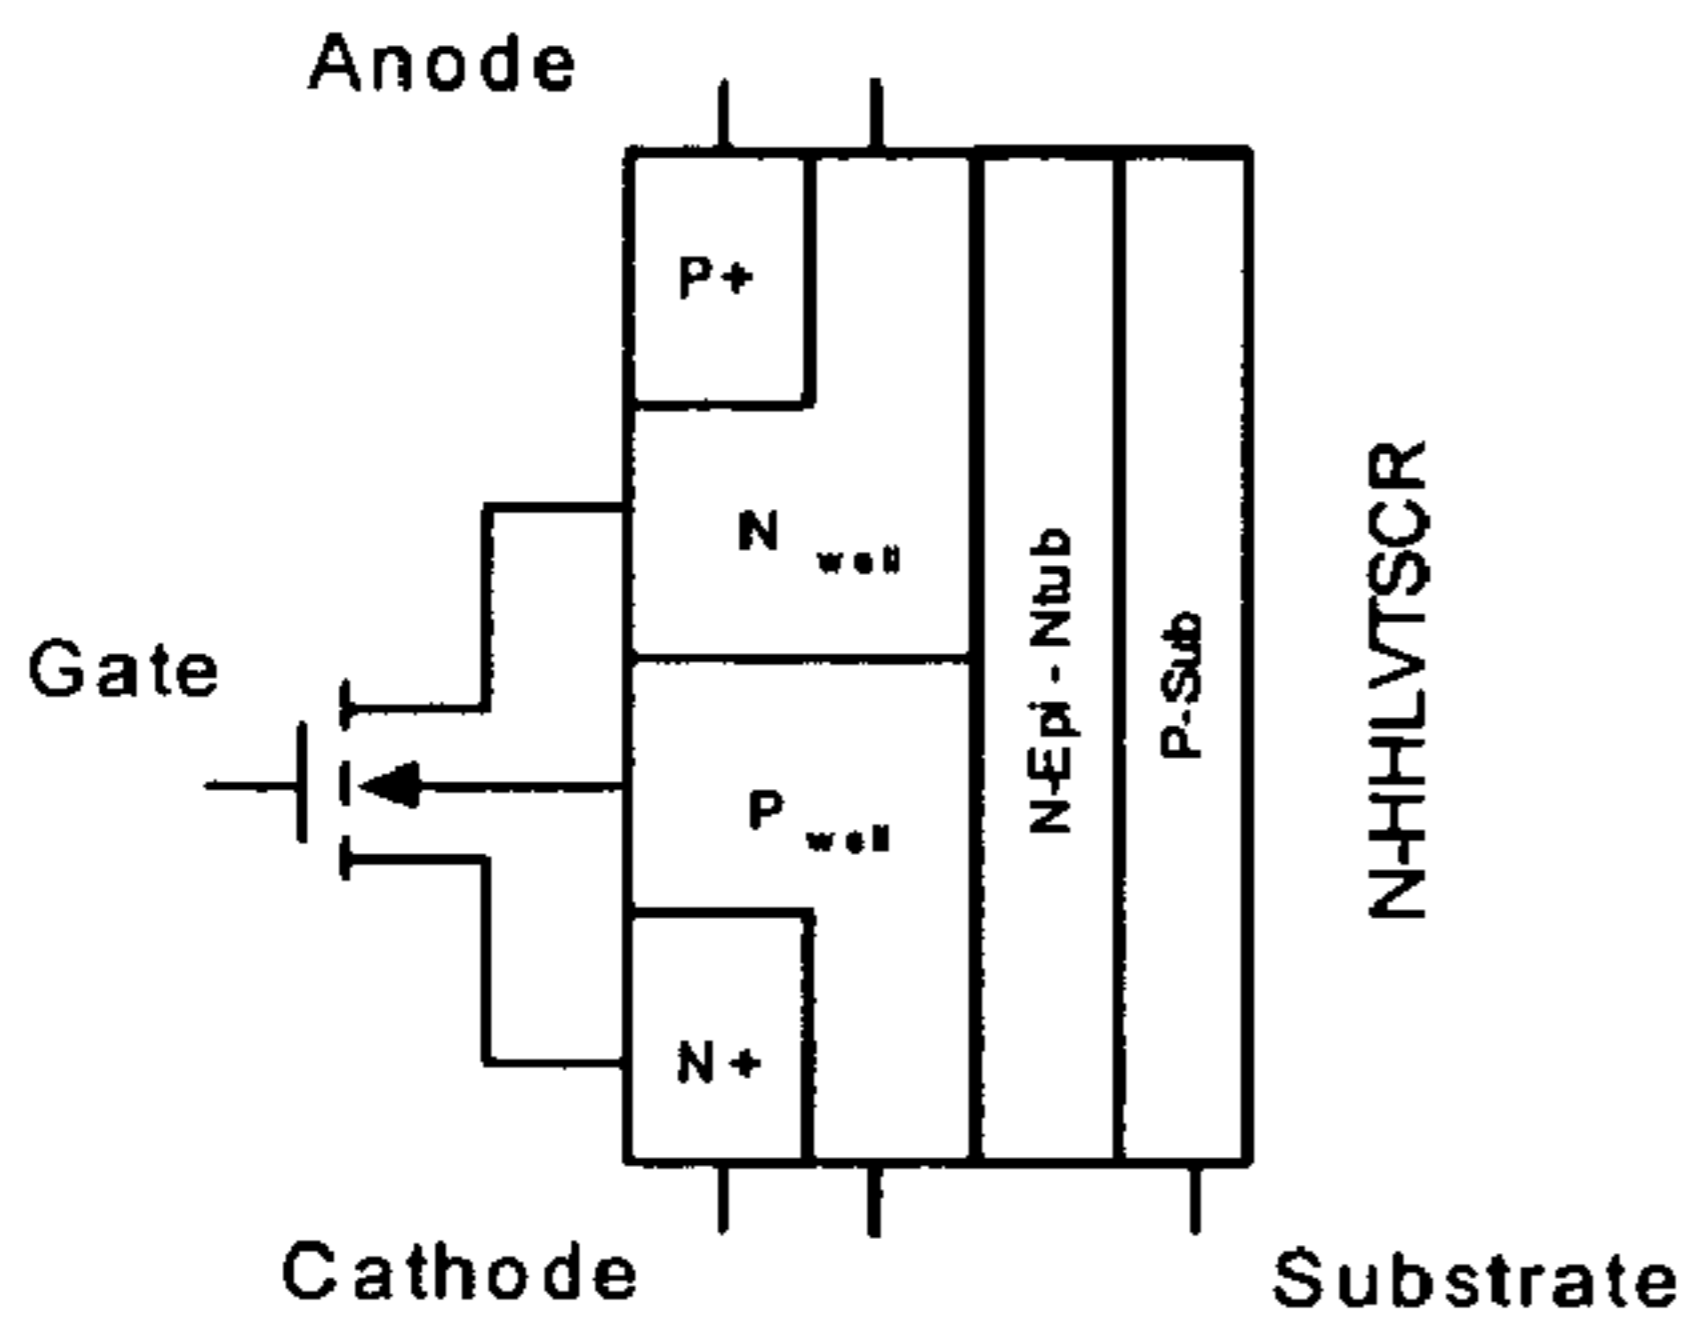 Anode
P+
N well
Gate
P well
N+
N-Epi - Ntub
P-Sub
N-HHLVTSCR
Cathode
Substrate